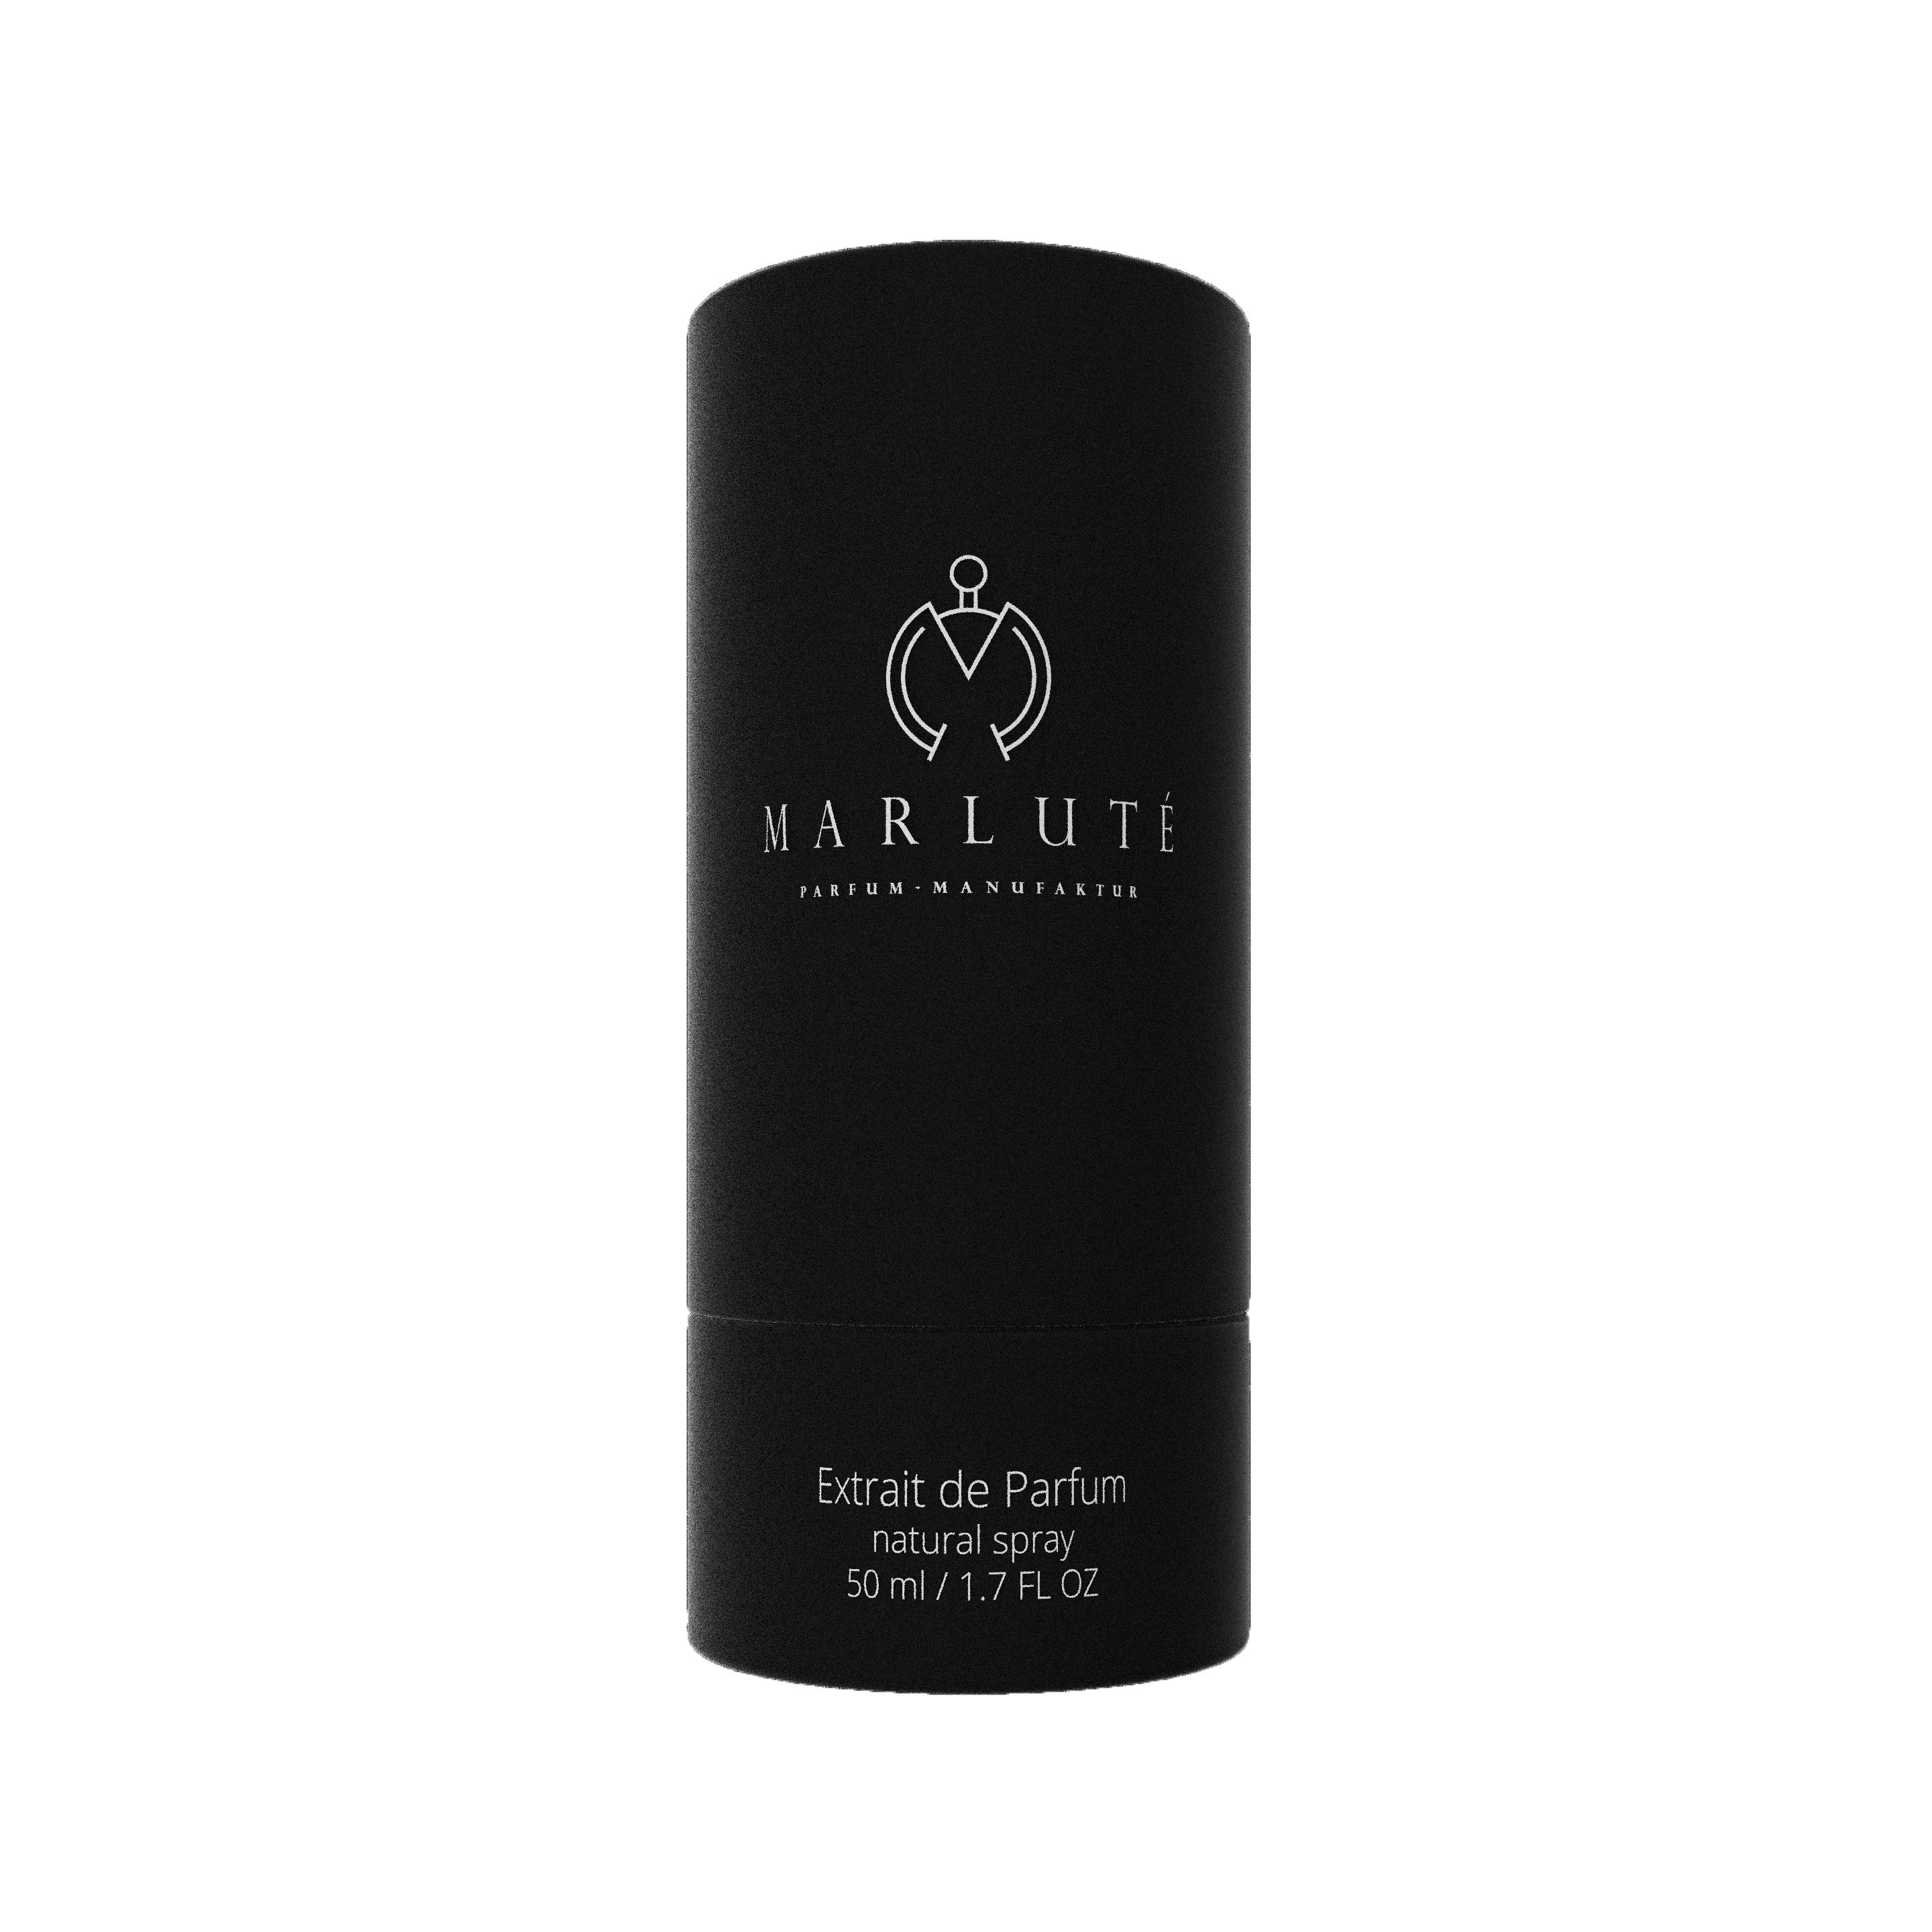 MARLUTÉ
PARFUM-MANUFAKTUR
Extrait de Parfum
natural spray
50 ml / 1.7 FL OZ